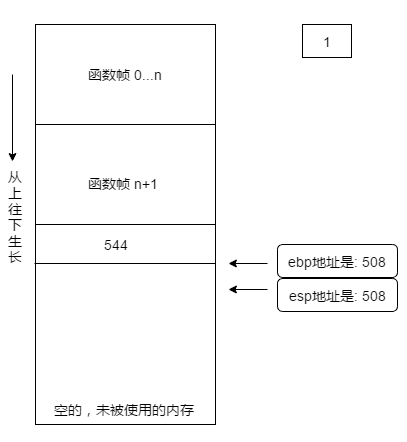 1
函数帧 0...n
从上往下生长
函数帧 n+1
544
ebp地址是: 508
esp地址是: 508
空的，未被使用的内存